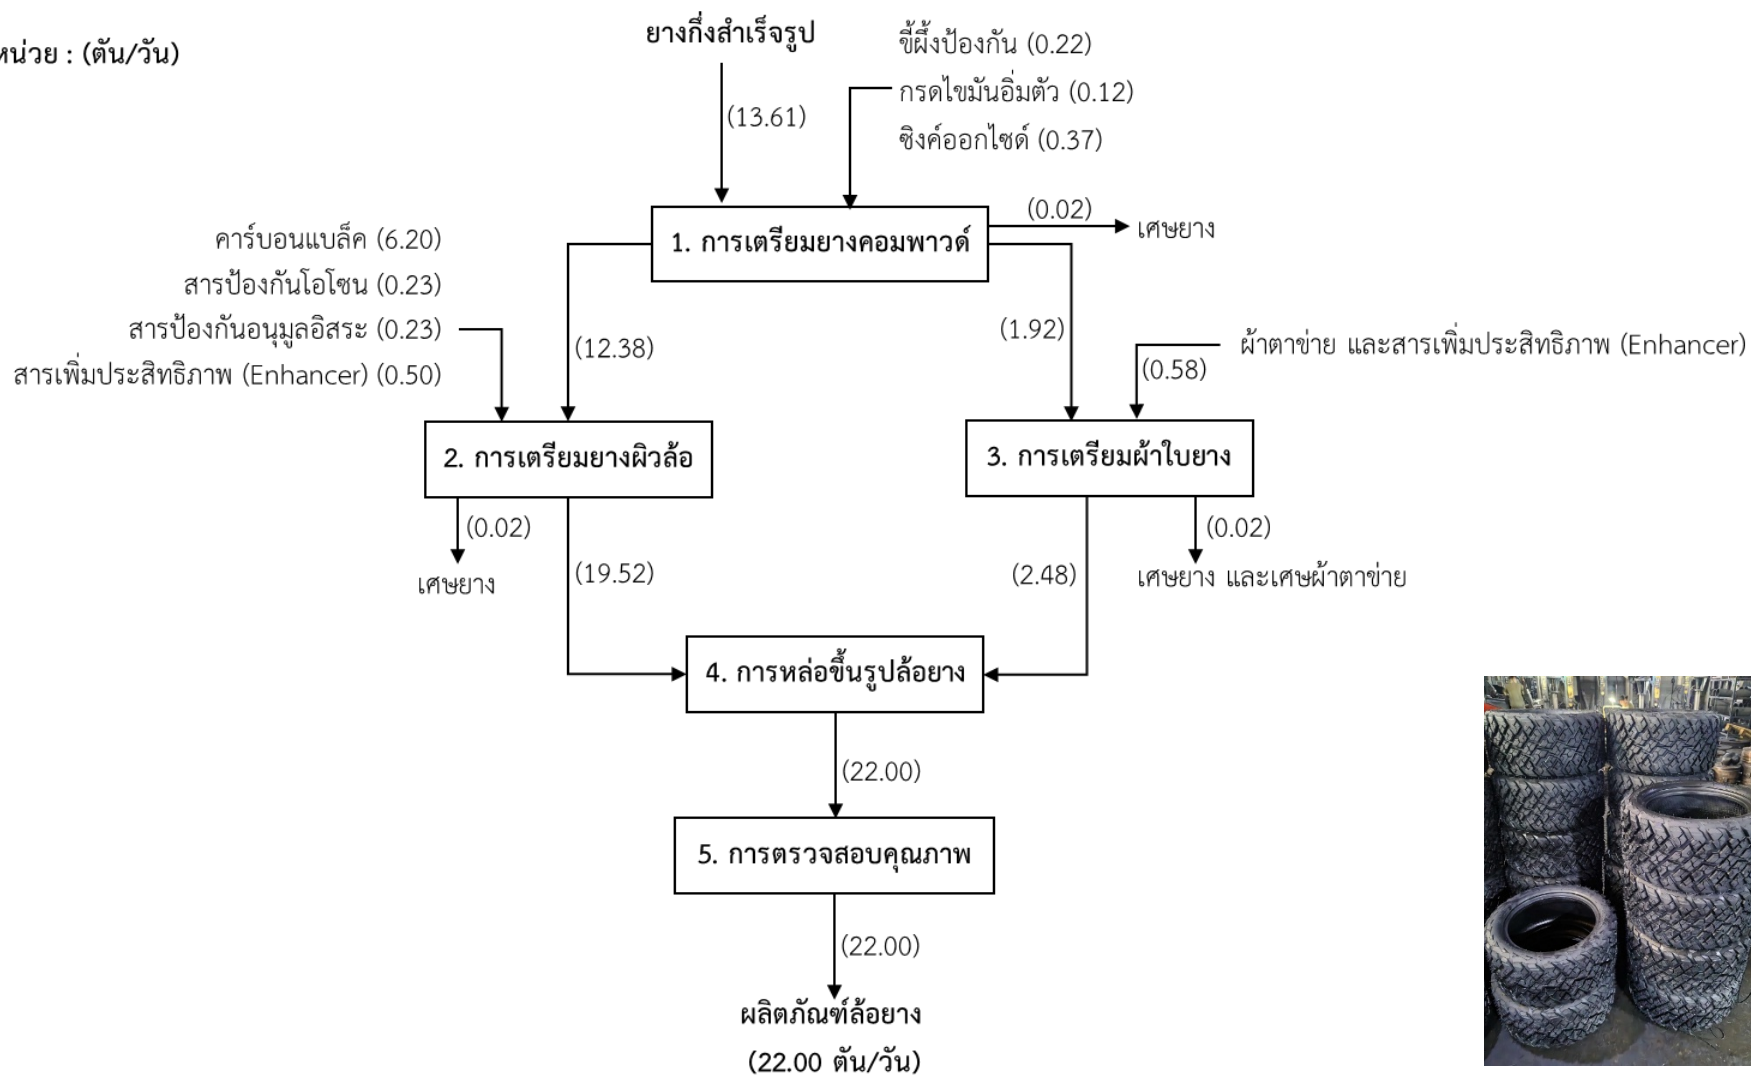 หน่วย : (ตัน/วัน)
ยางกึ่งสำเร็จรูป
ขี้ผึ้งป้องกัน (0.22)
กรดไขมันอิ่มตัว (0.12)
ซิงค์ออกไซด์ (0.37)
(13.61)
1. การเตรียมยางคอมพาวด์
(0.02)
เศษยาง
คาร์บอนแบล็ค (6.20)
สารป้องกันโอโซน (0.23)
สารป้องกันอนุมูลอิสระ (0.23)
สารเพิ่มประสิทธิภาพ (Enhancer) (0.50)
(12.38)
(1.92)
ผ้าตาข่าย และสารเพิ่มประสิทธิภาพ (Enhancer)
(0.58)
2. การเตรียมยางผิวล้อ
3. การเตรียมผ้าใบยาง
(0.02)
เศษยาง
(19.52)
(2.48)
(0.02)
เศษยาง และเศษผ้าตาข่าย
4. การหล่อขึ้นรูปล้อยาง
(22.00)
5. การตรวจสอบคุณภาพ
(22.00)
ผลิตภัณฑ์ล้อยาง
(22.00 ตัน/วัน)